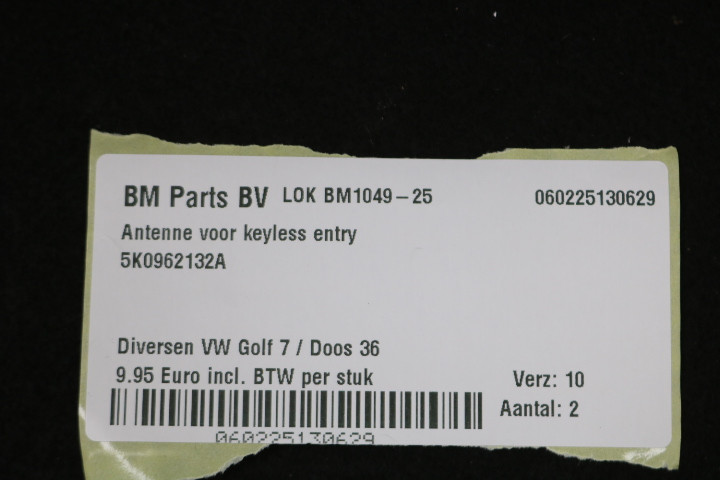 BM Parts BV LOK BM1049-25 060225130629
Antenne voor keyless entry
5K0962132A
Diversen VW Golf 7 / Doos 36
9.95 Euro incl. BTW per stuk Verz: 10
Aantal: 2
060225130629